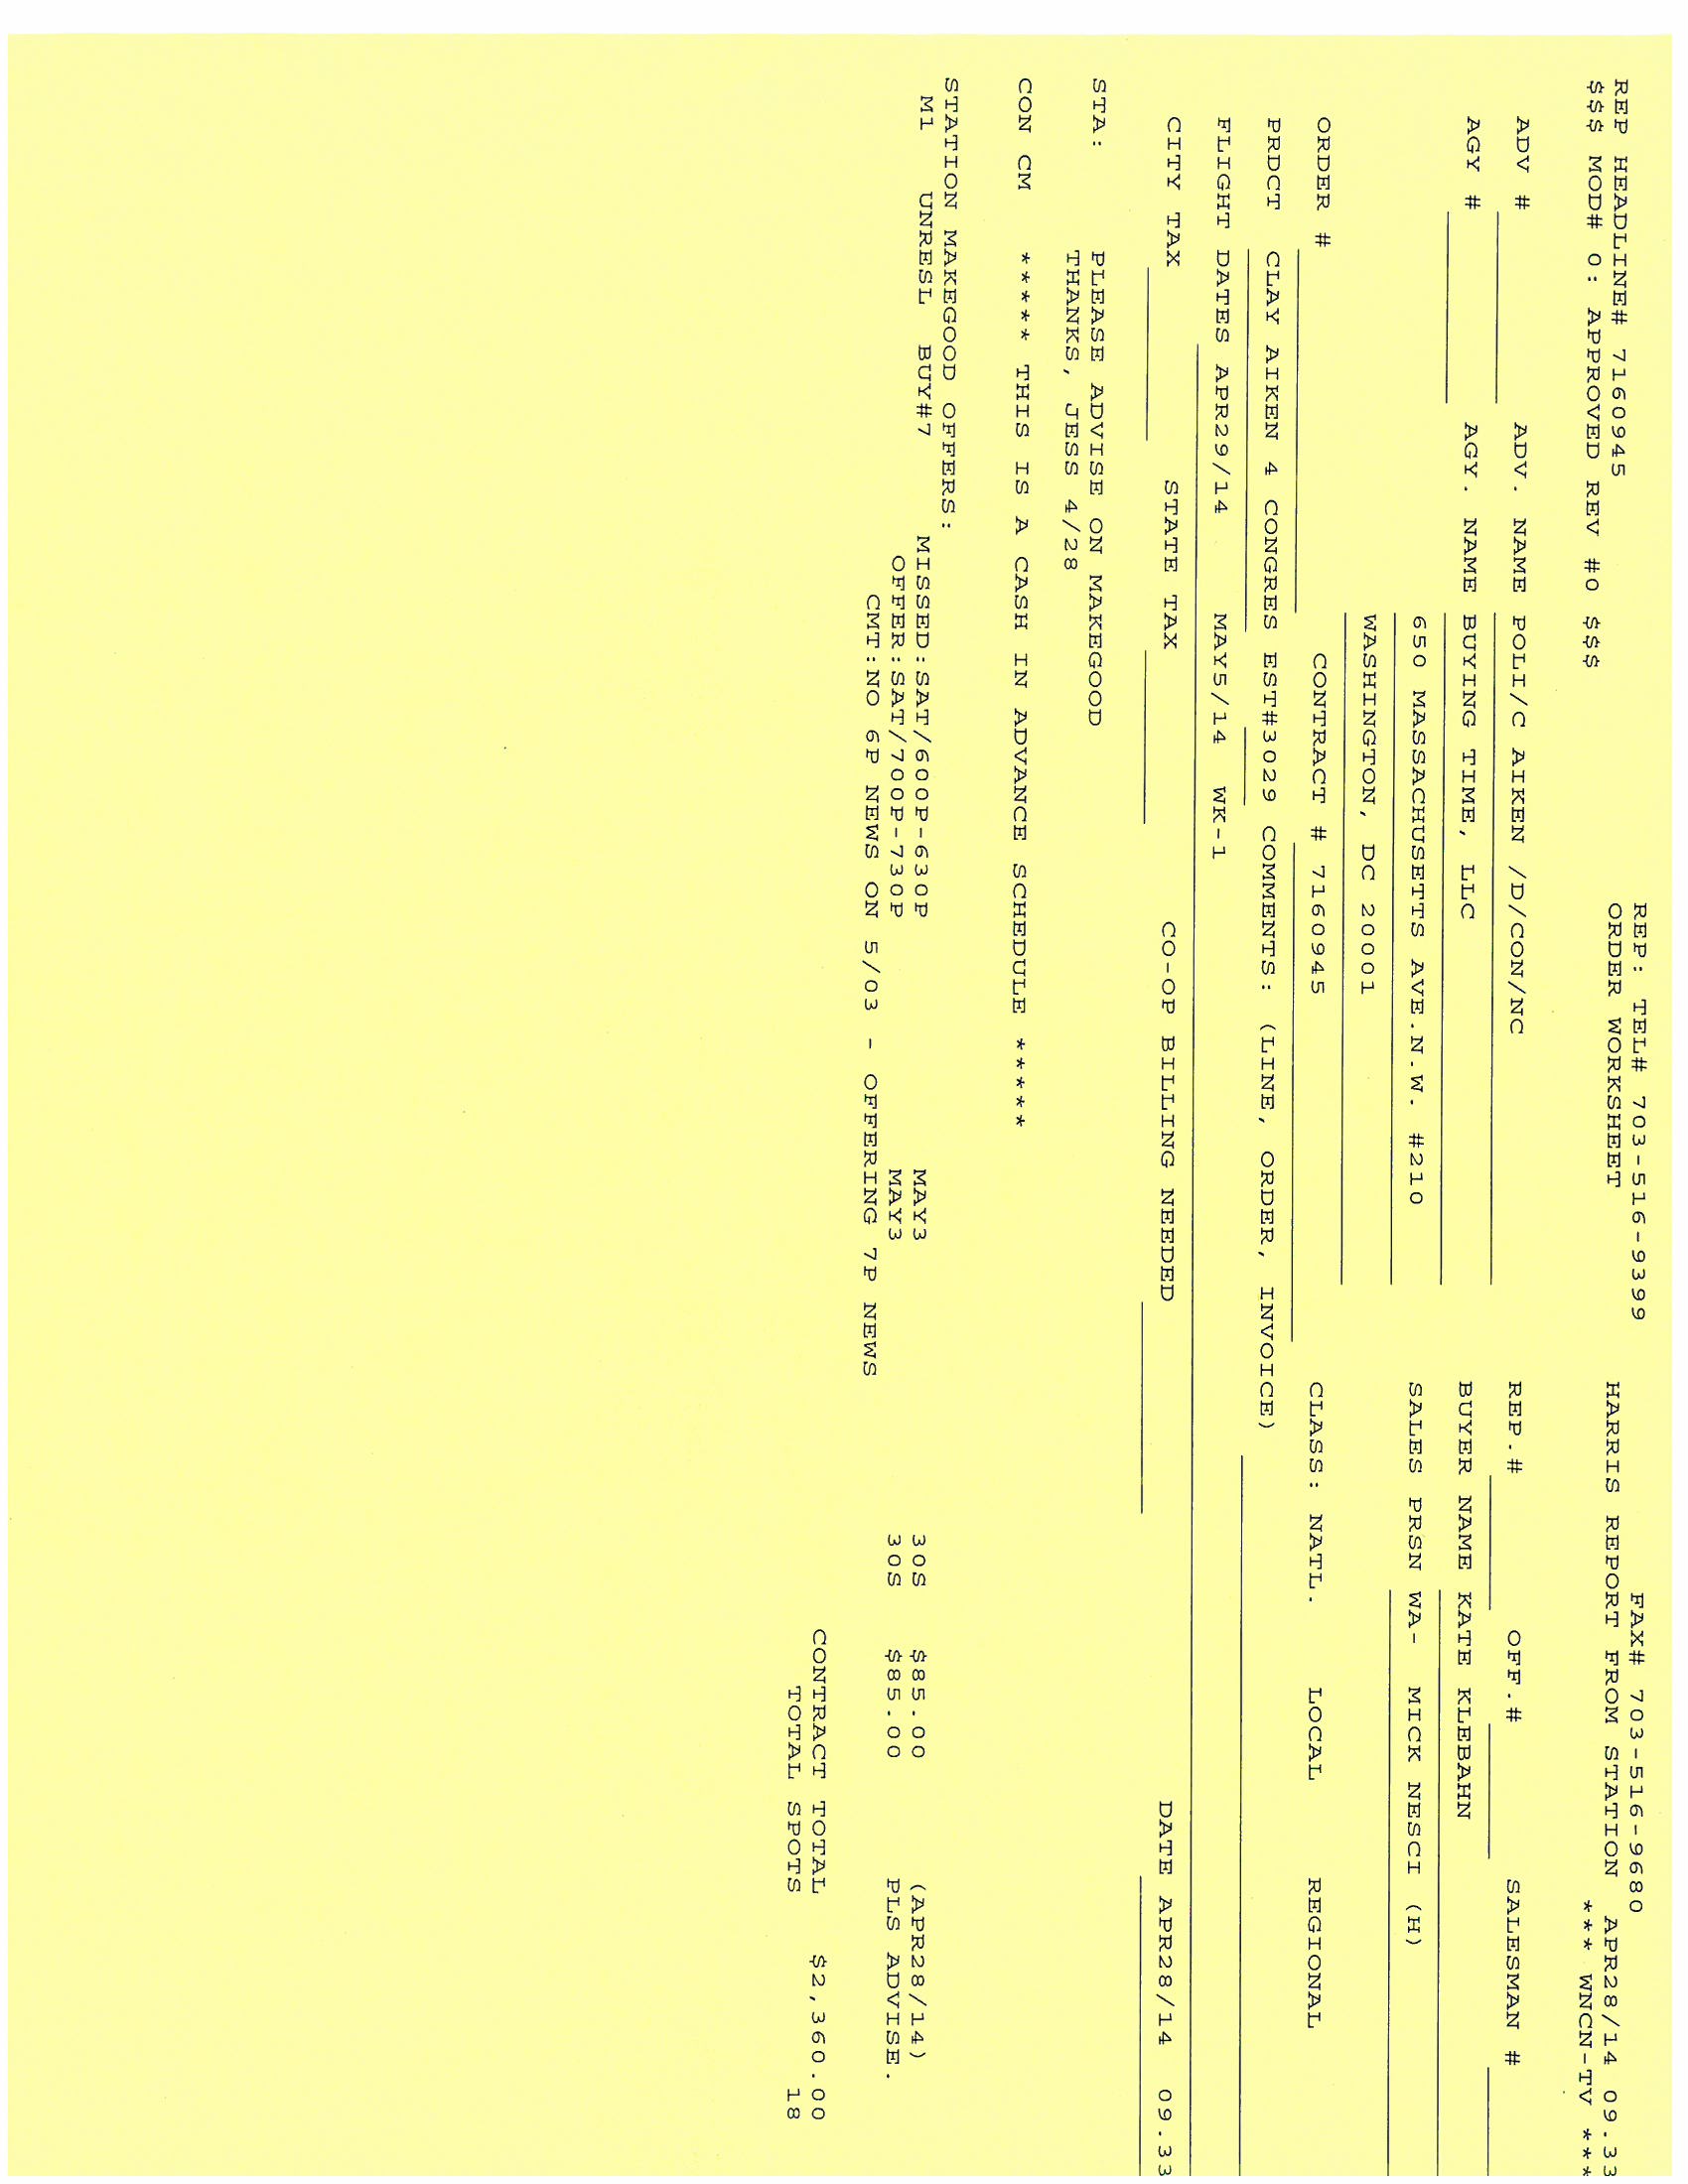 REP: TEL# 703-516-9399 FAX# 703-516-9680
REP HEADLINE# 7160945 ORDER WORKSHEET HARRIS REPORT FROM STATION APR28/14 09.33
$$$ MOD# 0: APPROVED REV #0 $$$ *** WNCN-TV ***
ADV # ADV. NAME POLI/C AIKEN /D/CON/NC REP.# OFF.# SALESMAN #
AGY # AGY. NAME BUYING TIME, LLC BUYER NAME KATE KLEBAHN
650 MASSACHUSETTS AVE.N.W. #210 SALES PRSN WA- MICK NESCI (H)
WASHINGTON, DC 20001
ORDER # CONTRACT # 7160945 CLASS: NATL. LOCAL REGIONAL
PRDCT CLAY AIKEN 4 CONGRES EST#3029 COMMENTS: (LINE, ORDER, INVOICE)
FLIGHT DATES APR29/14 MAY5/14 WK-1
CITY TAX STATE TAX CO-OP BILLING NEEDED DATE APR28/14 09.33
STA: PLEASE ADVISE ON MAKEGOOD
THANKS, JESS 4/28
CON CM ***** THIS IS A CASH IN ADVANCE SCHEDULE *****
STATION MAKEGOOD OFFERS:
M1 UNRESL BUY#7 MISSED:SAT/600P-630P MAY3 30S $85.00 (APR28/14)
OFFER:SAT/700P-730P MAY3 30S $85.00 PLS ADVISE.
CMT:NO 6P NEWS ON 5/03 - OFFERING 7P NEWS
CONTRACT TOTAL $2,360.00
TOTAL SPOTS 18